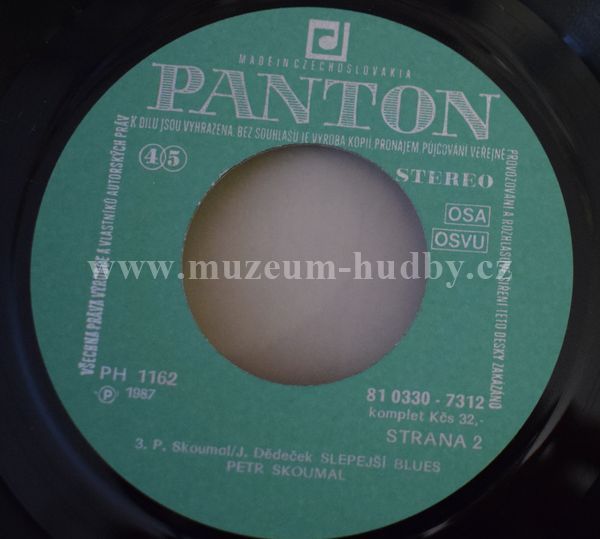 MADE IN CZECHOSLOVAKIA
PANTON
VŠECHNA PRÁVA VÝROBCE A VLASTNÍKŮ AUTORSKÝCH PRÁV
K DÍLU JSOU VYHRAZENA. BEZ SOUHLASU JE VÝROBA KOPIÍ PRONÁJEM PŮJČOVÁNÍ VEŘEJNÉ
PROVOZOVÁNÍ A ROZHLASU ŠÍŘENÍ TÉTO DESKY ZAKÁZÁNO
45
STEREO
OSA
OSVU
www.muzeum-hudby.cz
PH 1162
Ⓟ 1987
81 0330 - 7312
komplet Kčs 32,-
STRANA 2
3. P. Skoumal/J. Dědeček SLEPEJŠÍ BLUES
PETR SKOUMAL